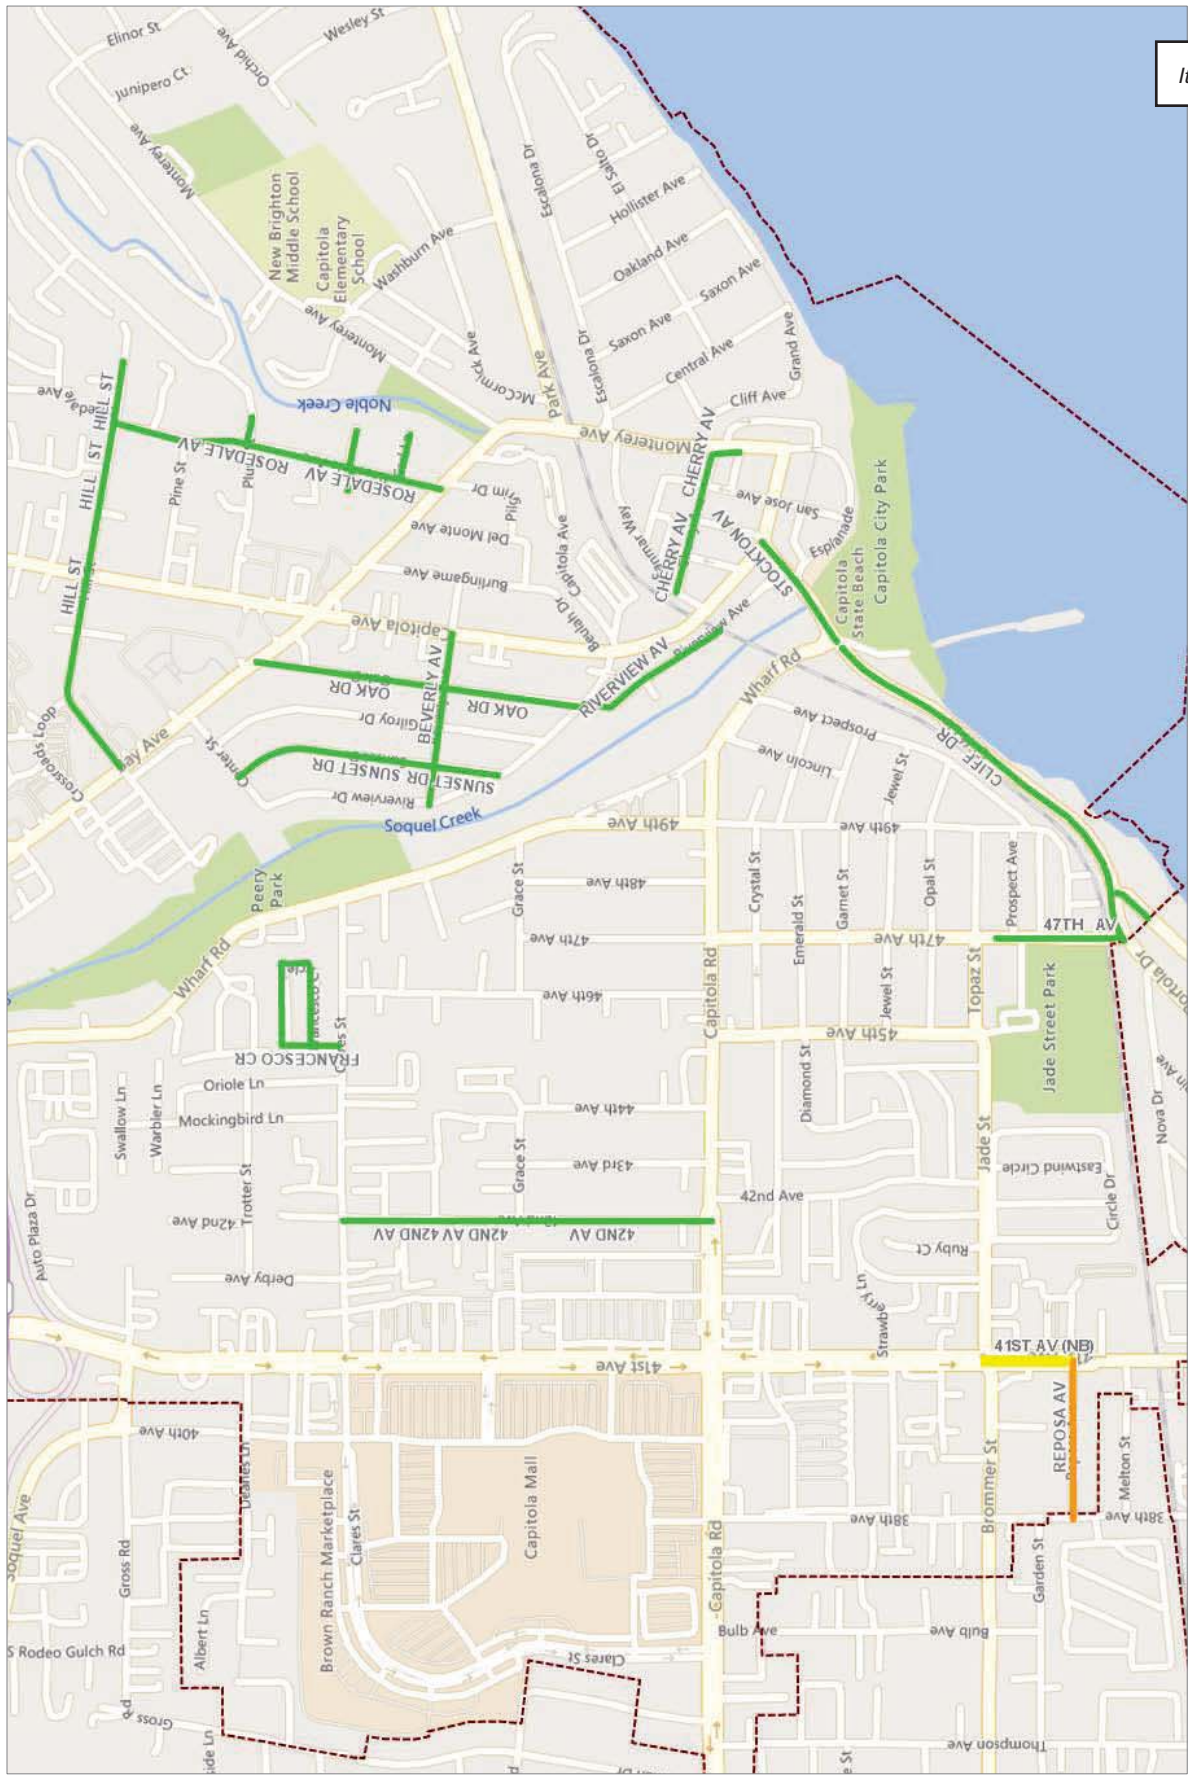 It
Elinor St
Orchid Ave
Wesley St
Junipero Ct
Monterey Ave
New Brighton
Middle School
Capitola
Elementary
School
Washburn Ave
Monterey Ave
McCormick Ave
Park Ave
Escalona Dr
El Salto Dr
Hollister Ave
Oakland Ave
Saxon Ave
Saxon Ave
Central Ave
Escalona Dr
Grand Ave
Cliff Ave
Noble Creek
HILL ST
HILL ST
HILL ST
ROSEDALE AV
ROSEDALE AV
ROSEDALE AV
Pine St
Monterey Ave
CHERRY AV
CHERRY AV
San Jose Ave
STOCKTON AV
Esplanade
Capitola City Park
Capitola
State Beach
Del Monte Ave
Burlingame Ave
Capitola Ave
Beulah Dr
Capitola Ave
Riverview Ave
RIVERVIEW AV
Wharf Rd
OAK DR
OAK DR
BEVERLY AV
Gilroy Dr
SUNSET DR
SUNSET DR
Riverview Dr
Center St
Bay Ave
Crossroads Loop
Soquel Creek
Peery
Park
Wharf Rd
49th Ave
49th Ave
Prospect Ave
Lincoln Ave
Jewel St
CLIFF DR
48th Ave
Grace St
Crystal St
Emerald St
Garnet St
Opal St
Prospect Ave
47th Ave
47th Ave
47TH AV
46th Ave
45th Ave
Capitola Rd
Jewel St
Topaz St
Jade Street Park
Portola Dr
FRANCESCO CR
Oriole Ln
Mockingbird Ln
Swallow Ln
Warbler Ln
Trotter St
44th Ave
43rd Ave
Grace St
Diamond St
Jade St
Eastwind Circle
Circle Dr
Nova Dr
42nd Ave
42nd Ave
42ND AV
42ND AV
42ND AV
Auto Plaza Dr
Derby Ave
Ruby Ct
Strawberry Ln
41st Ave
41ST AV (NB)
REPOSA AV
40th Ave
Deanes Ln
Brown Ranch Marketplace
Clares St
Capitola Mall
38th Ave
38th Ave
Brommer St
Melton St
Garden St
Soquel Ave
Gross Rd
Albert Ln
S Rodeo Gulch Rd
Gross Rd
Clares St
Capitola Rd
Bulb Ave
Bulb Ave
Thompson Ave